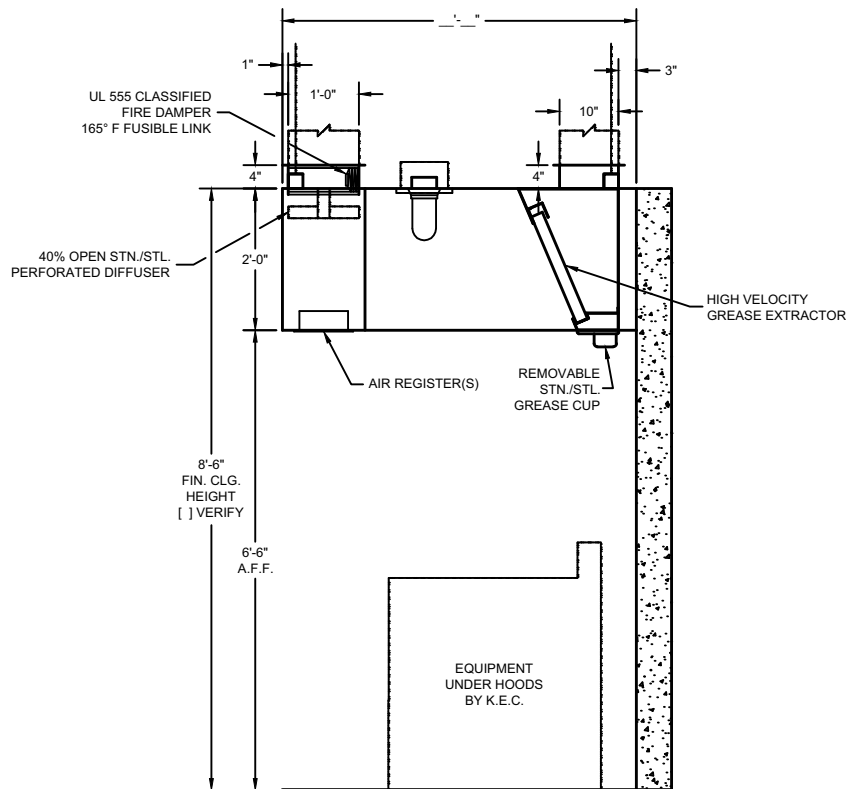 __'-__"
1"
3"
UL 555 CLASSIFIED
FIRE DAMPER
165° F FUSIBLE LINK
1'-0"
10"
4"
4"
40% OPEN STN./STL.
PERFORATED DIFFUSER
2'-0"
HIGH VELOCITY
GREASE EXTRACTOR
AIR REGISTER(S)
REMOVABLE
STN./STL.
GREASE CUP
8'-6"
FIN. CLG.
HEIGHT
[ ] VERIFY
6'-6"
A.F.F.
EQUIPMENT
UNDER HOODS
BY K.E.C.